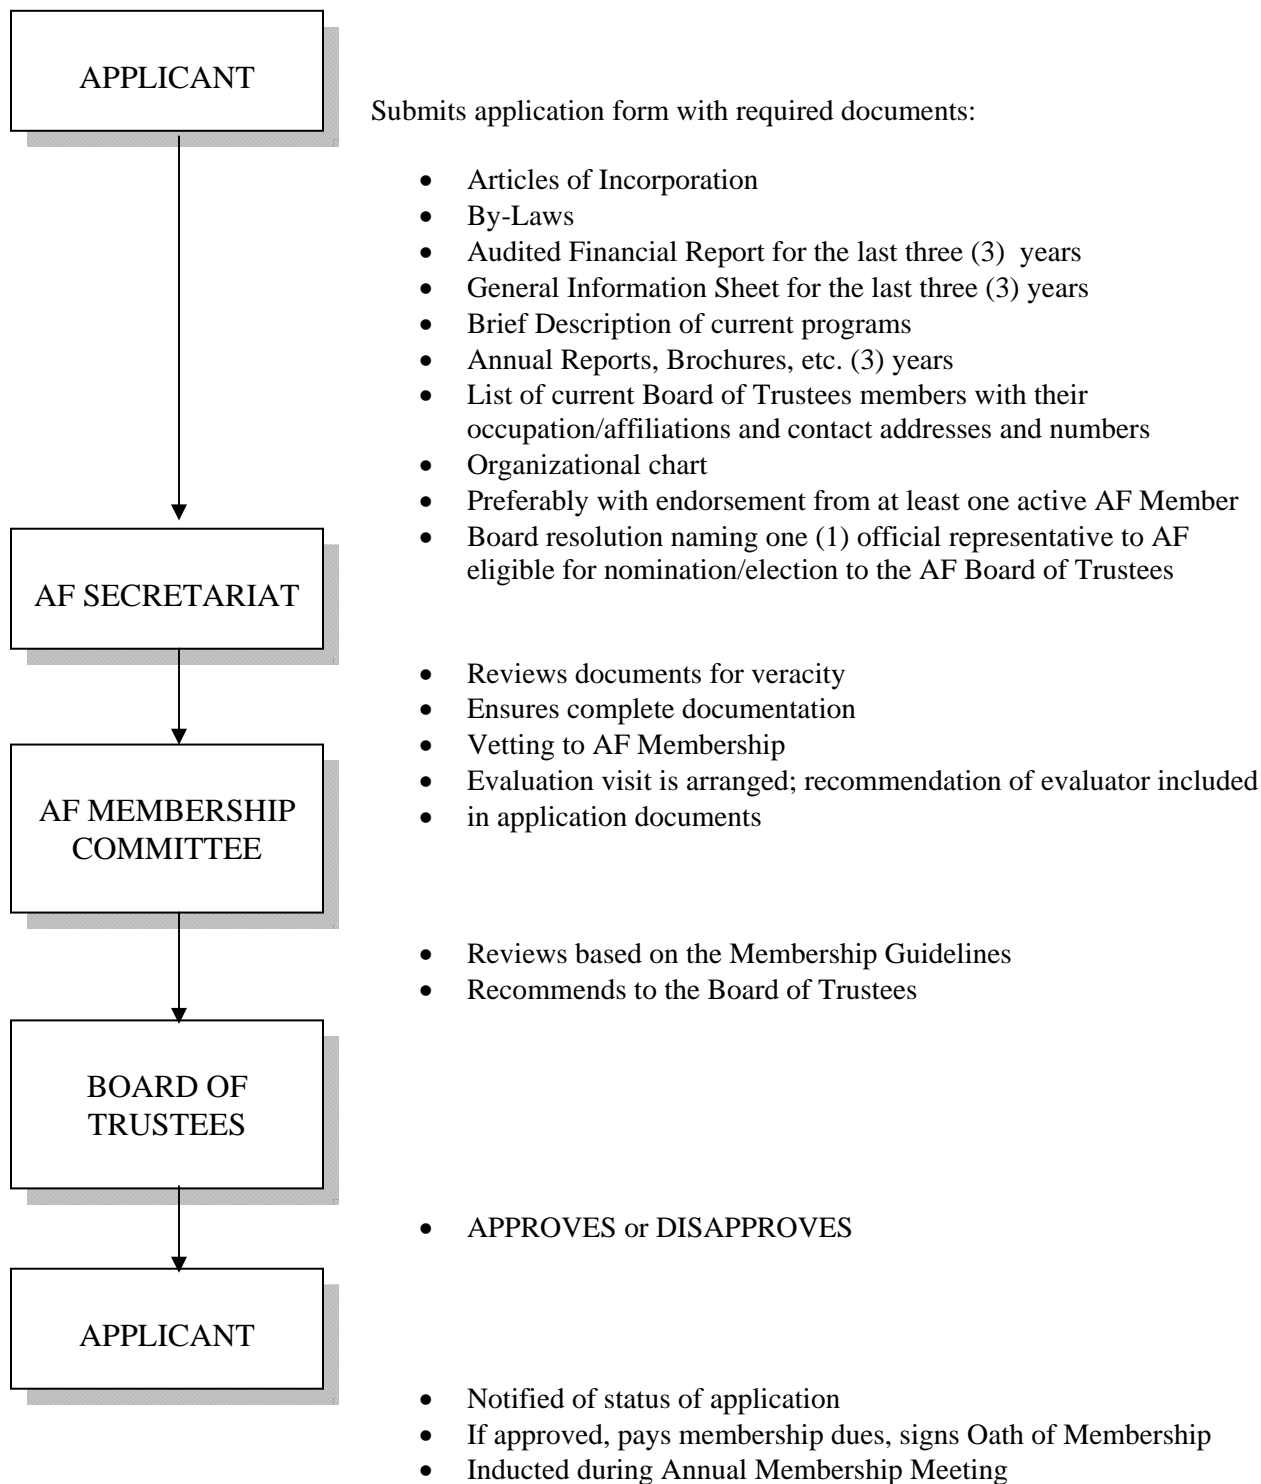 APPLICANT
Submits application form with required documents:
• Articles of Incorporation
• By-Laws
• Audited Financial Report for the last three (3)  years
• General Information Sheet for the last three (3) years
• Brief Description of current programs
• Annual Reports, Brochures, etc. (3) years
• List of current Board of Trustees members with their
occupation/affiliations and contact addresses and numbers
• Organizational chart
• Preferably with endorsement from at least one active AF Member
• Board resolution naming one (1) official representative to AF
eligible for nomination/election to the AF Board of Trustees
AF SECRETARIAT
• Reviews documents for veracity
• Ensures complete documentation
• Vetting to AF Membership
• Evaluation visit is arranged; recommendation of evaluator included
• in application documents
AF MEMBERSHIP
COMMITTEE
• Reviews based on the Membership Guidelines
• Recommends to the Board of Trustees
BOARD OF
TRUSTEES
• APPROVES or DISAPPROVES
APPLICANT
• Notified of status of application
• If approved, pays membership dues, signs Oath of Membership
• Inducted during Annual Membership Meeting